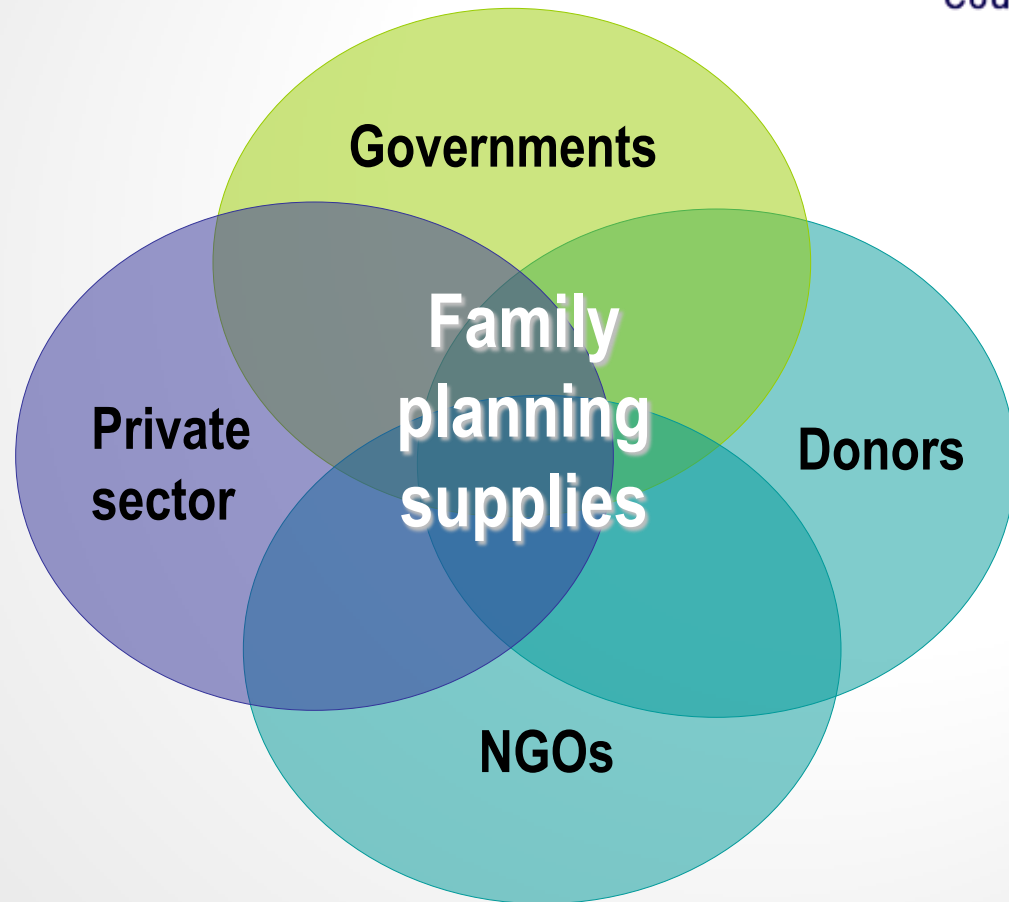 Governments
Family
planning
supplies
Private
sector
Donors
NGOs